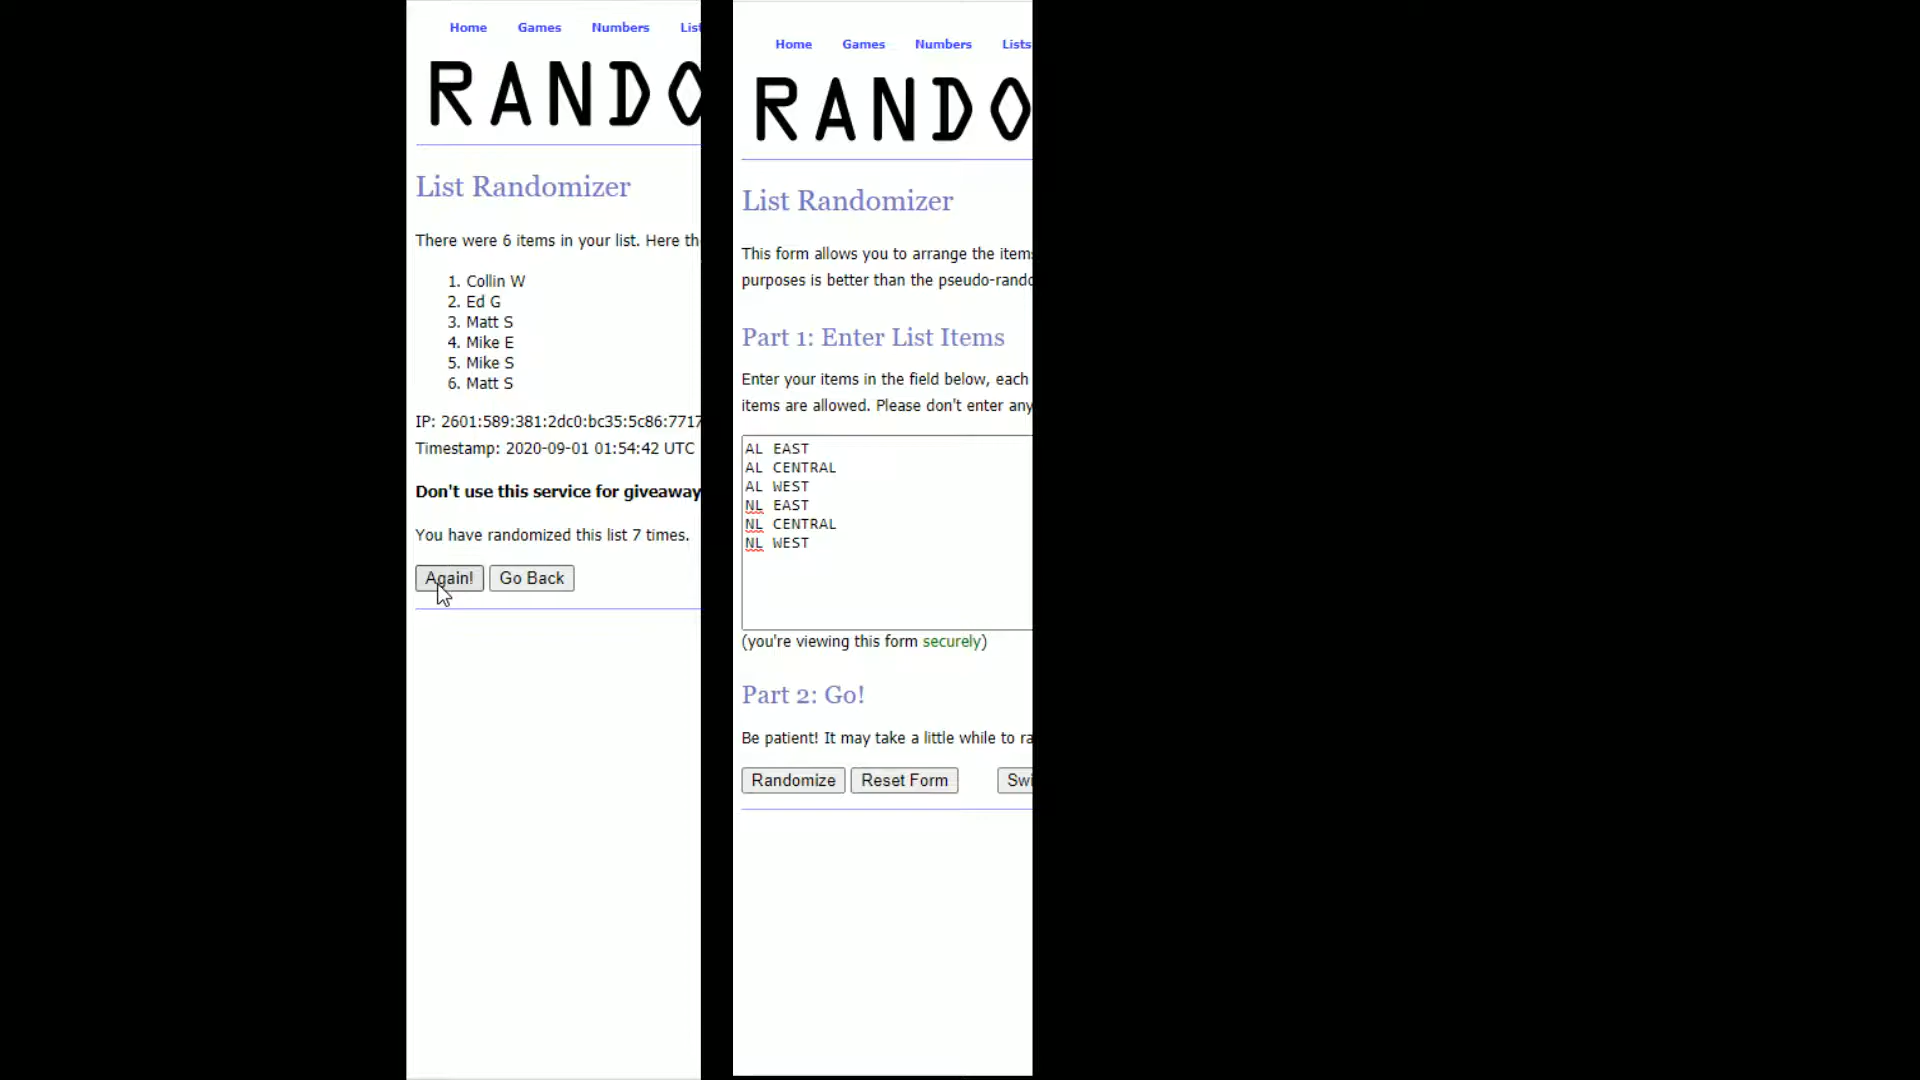 Home Games Numbers List
RANDO
List Randomizer
There were 6 items in your list. Here th
1. Collin W
2. Ed G
3. Matt S
4. Mike E
5. Mike S
6. Matt S
IP: 2601:589:381:2dc0:bc35:5c86:7717
Timestamp: 2020-09-01 01:54:42 UTC
Don't use this service for giveaway
You have randomized this list 7 times.
Again! Go Back
Home Games Numbers Lists
RANDO
List Randomizer
This form allows you to arrange the item
purposes is better than the pseudo-rando
Part 1: Enter List Items
Enter your items in the field below, each
items are allowed. Please don't enter any
AL EAST
AL CENTRAL
AL WEST
NL EAST
NL CENTRAL
NL WEST
(you're viewing this form securely)
Part 2: Go!
Be patient! It may take a little while to ra
Randomize Reset Form Swi